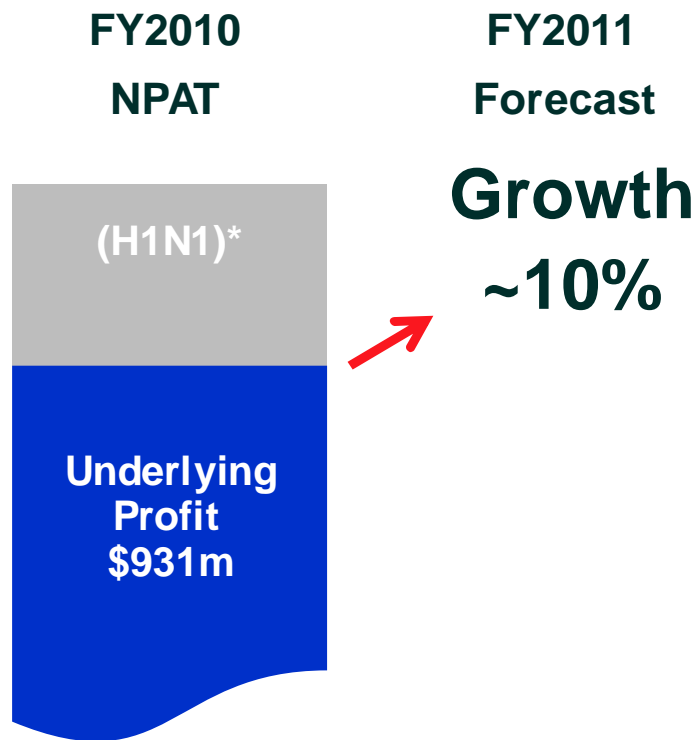 FY2010
NPAT
FY2011
Forecast
Growth
~10%
(H1N1)*
Underlying
Profit
$931m